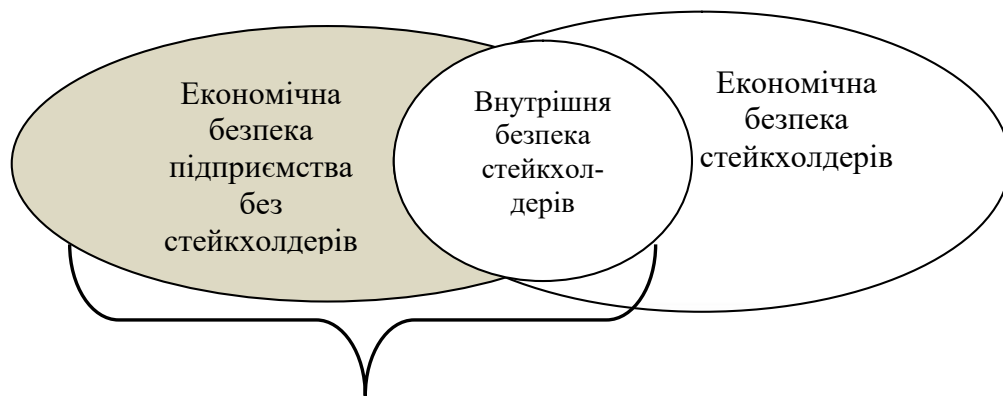 Економічна
безпека
підприємства
без
стейкхолдерів
Внутрішня
безпека
стейкхол-
дерів
Економічна
безпека
стейкхолдерів